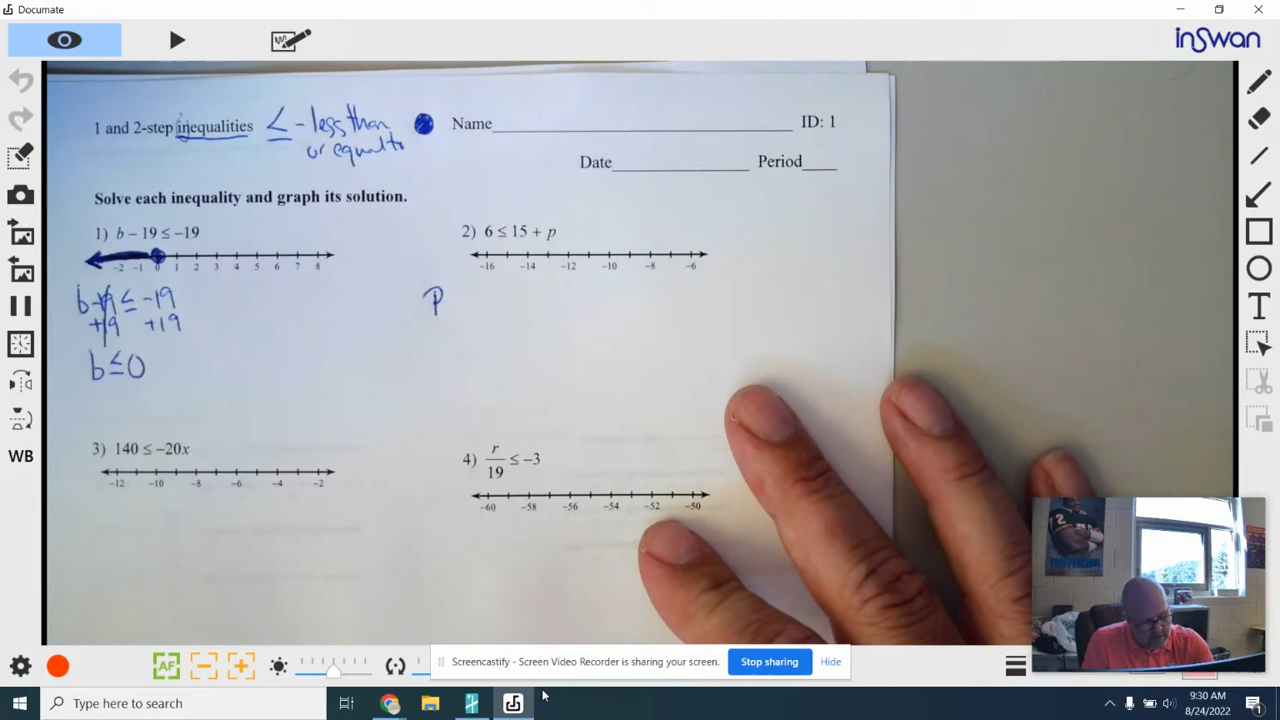 Documate
inSwan
1 and 2-step inequalities ≤ - less than
or equal to
Name ID: 1
Date Period
Solve each inequality and graph its solution.
1) b − 19 ≤ −19
-2 -1 0 1 2 3 4 5 6 7 8
b-19 ≤ -19
+19 +19
b ≤ 0
2) 6 ≤ 15 + p
-16 -14 -12 -10 -8 -6
P
3) 140 ≤ −20x
-12 -10 -8 -6 -4 -2
4) r/19 ≤ −3
-60 -58 -56 -54 -52 -50
WB
T
AF
72
Screencastify - Screen Video Recorder is sharing your screen.
Stop sharing
Hide
Type here to search
9:30 AM
8/24/2022
1